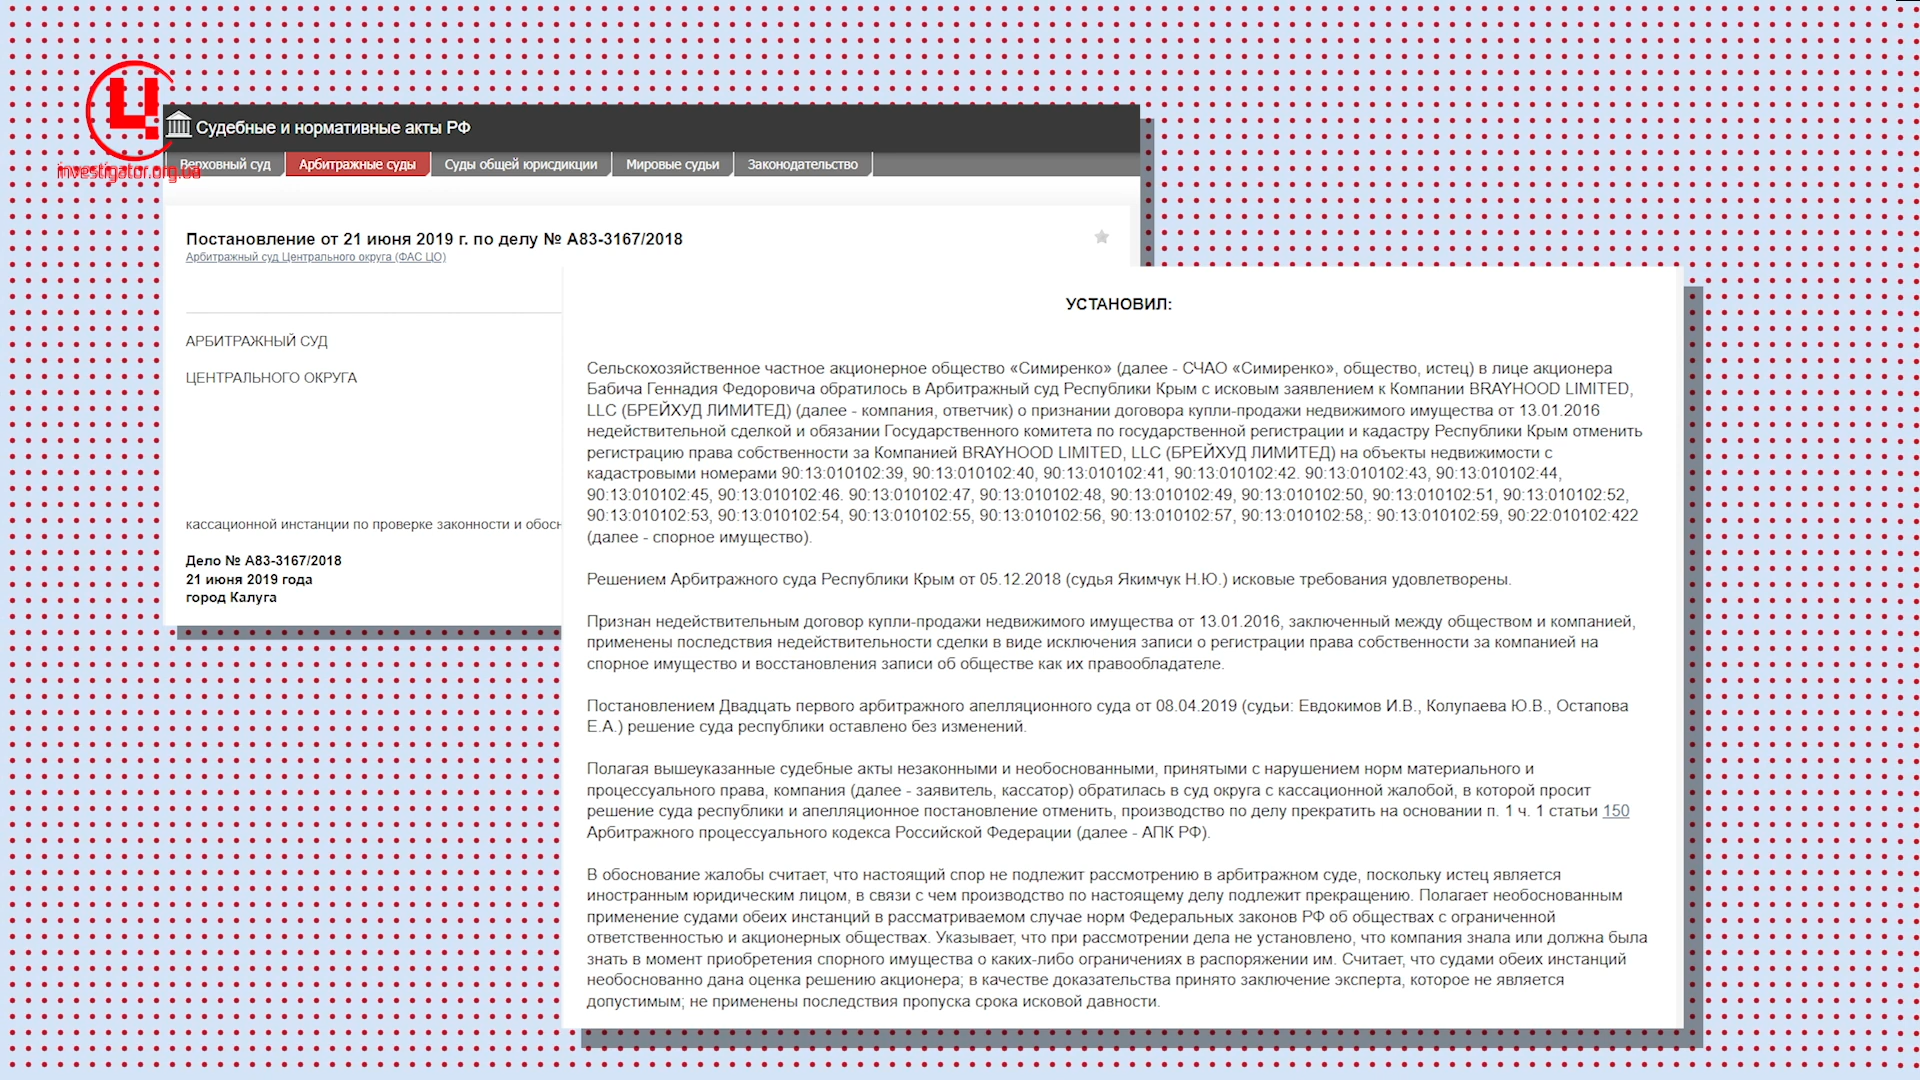 Ц
investigator.org.ua
Судебные и нормативные акты РФ
Верховный суд
Арбитражные суды
Суды общей юрисдикции
Мировые судьи
Законодательство
Постановление от 21 июня 2019 г. по делу № А83-3167/2018
Арбитражный суд Центрального округа (ФАС ЦО)
АРБИТРАЖНЫЙ СУД
ЦЕНТРАЛЬНОГО ОКРУГА
кассационной инстанции по проверке законности и обосн
Дело № А83-3167/2018
21 июня 2019 года
город Калуга
УСТАНОВИЛ:
Сельскохозяйственное частное акционерное общество «Симиренко» (далее - СЧАО «Симиренко», общество, истец) в лице акционера
Бабича Геннадия Федоровича обратилось в Арбитражный суд Республики Крым с исковым заявлением к Компании BRAYHOOD LIMITED,
LLC (БРЕЙХУД ЛИМИТЕД) (далее - компания, ответчик) о признании договора купли-продажи недвижимого имущества от 13.01.2016
недействительной сделкой и обязании Государственного комитета по государственной регистрации и кадастру Республики Крым отменить
регистрацию права собственности за Компанией BRAYHOOD LIMITED, LLC (БРЕЙХУД ЛИМИТЕД) на объекты недвижимости с
кадастровыми номерами 90:13:010102:39, 90:13:010102:40, 90:13:010102:41, 90:13:010102:42. 90:13:010102:43, 90:13:010102:44,
90:13:010102:45, 90:13:010102:46. 90:13:010102:47, 90:13:010102:48, 90:13:010102:49, 90:13:010102:50, 90:13:010102:51, 90:13:010102:52,
90:13:010102:53, 90:13:010102:54, 90:13:010102:55, 90:13:010102:56, 90:13:010102:57, 90:13:010102:58,: 90:13:010102:59, 90:22:010102:422
(далее - спорное имущество).
Решением Арбитражного суда Республики Крым от 05.12.2018 (судья Якимчук Н.Ю.) исковые требования удовлетворены.
Признан недействительным договор купли-продажи недвижимого имущества от 13.01.2016, заключенный между обществом и компанией,
применены последствия недействительности сделки в виде исключения записи о регистрации права собственности за компанией на
спорное имущество и восстановления записи об обществе как их правообладателе.
Постановлением Двадцать первого арбитражного апелляционного суда от 08.04.2019 (судьи: Евдокимов И.В., Колупаева Ю.В., Остапова
Е.А.) решение суда республики оставлено без изменений.
Полагая вышеуказанные судебные акты незаконными и необоснованными, принятыми с нарушением норм материального и
процессуального права, компания (далее - заявитель, кассатор) обратилась в суд округа с кассационной жалобой, в которой просит
решение суда республики и апелляционное постановление отменить, производство по делу прекратить на основании п. 1 ч. 1 статьи 150
Арбитражного процессуального кодекса Российской Федерации (далее - АПК РФ).
В обоснование жалобы считает, что настоящий спор не подлежит рассмотрению в арбитражном суде, поскольку истец является
иностранным юридическим лицом, в связи с чем производство по настоящему делу подлежит прекращению. Полагает необоснованным
применение судами обеих инстанций в рассматриваемом случае норм Федеральных законов РФ об обществах с ограниченной
ответственностью и акционерных обществах. Указывает, что при рассмотрении дела не установлено, что компания знала или должна была
знать в момент приобретения спорного имущества о каких-либо ограничениях в распоряжении им. Считает, что судами обеих инстанций
необоснованно дана оценка решению акционера; в качестве доказательства принято заключение эксперта, которое не является
допустимым; не применены последствия пропуска срока исковой давности.